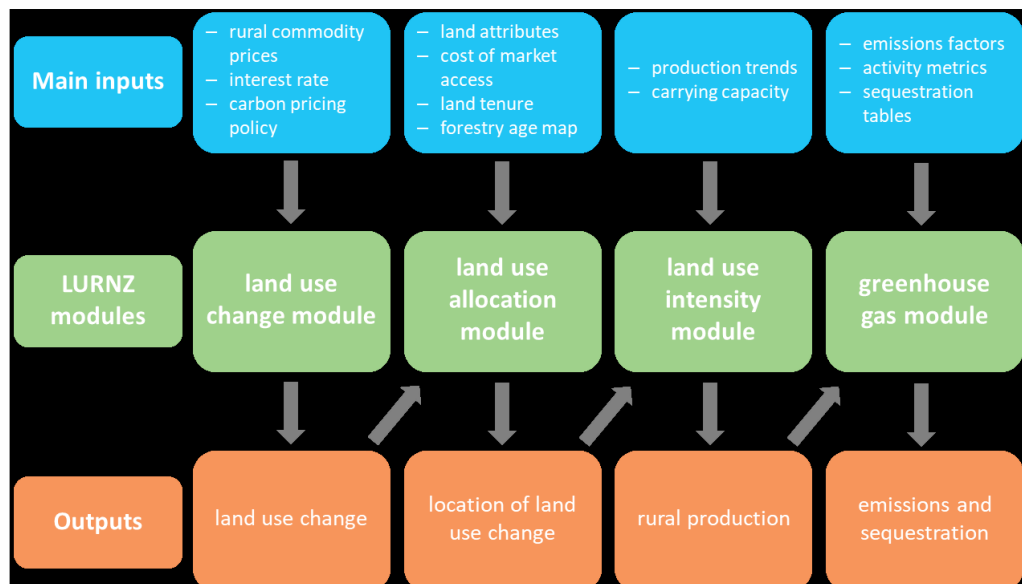 Main inputs
– rural commodity
prices
– interest rate
– carbon pricing
policy
– land attributes
– cost of market
access
– land tenure
– forestry age map
– production trends
– carrying capacity
– emissions factors
– activity metrics
– sequestration
tables
LURNZ
modules
land use
change module
land use
allocation
module
land use
intensity
module
greenhouse
gas module
Outputs
land use change
location of land
use change
rural production
emissions and
sequestration